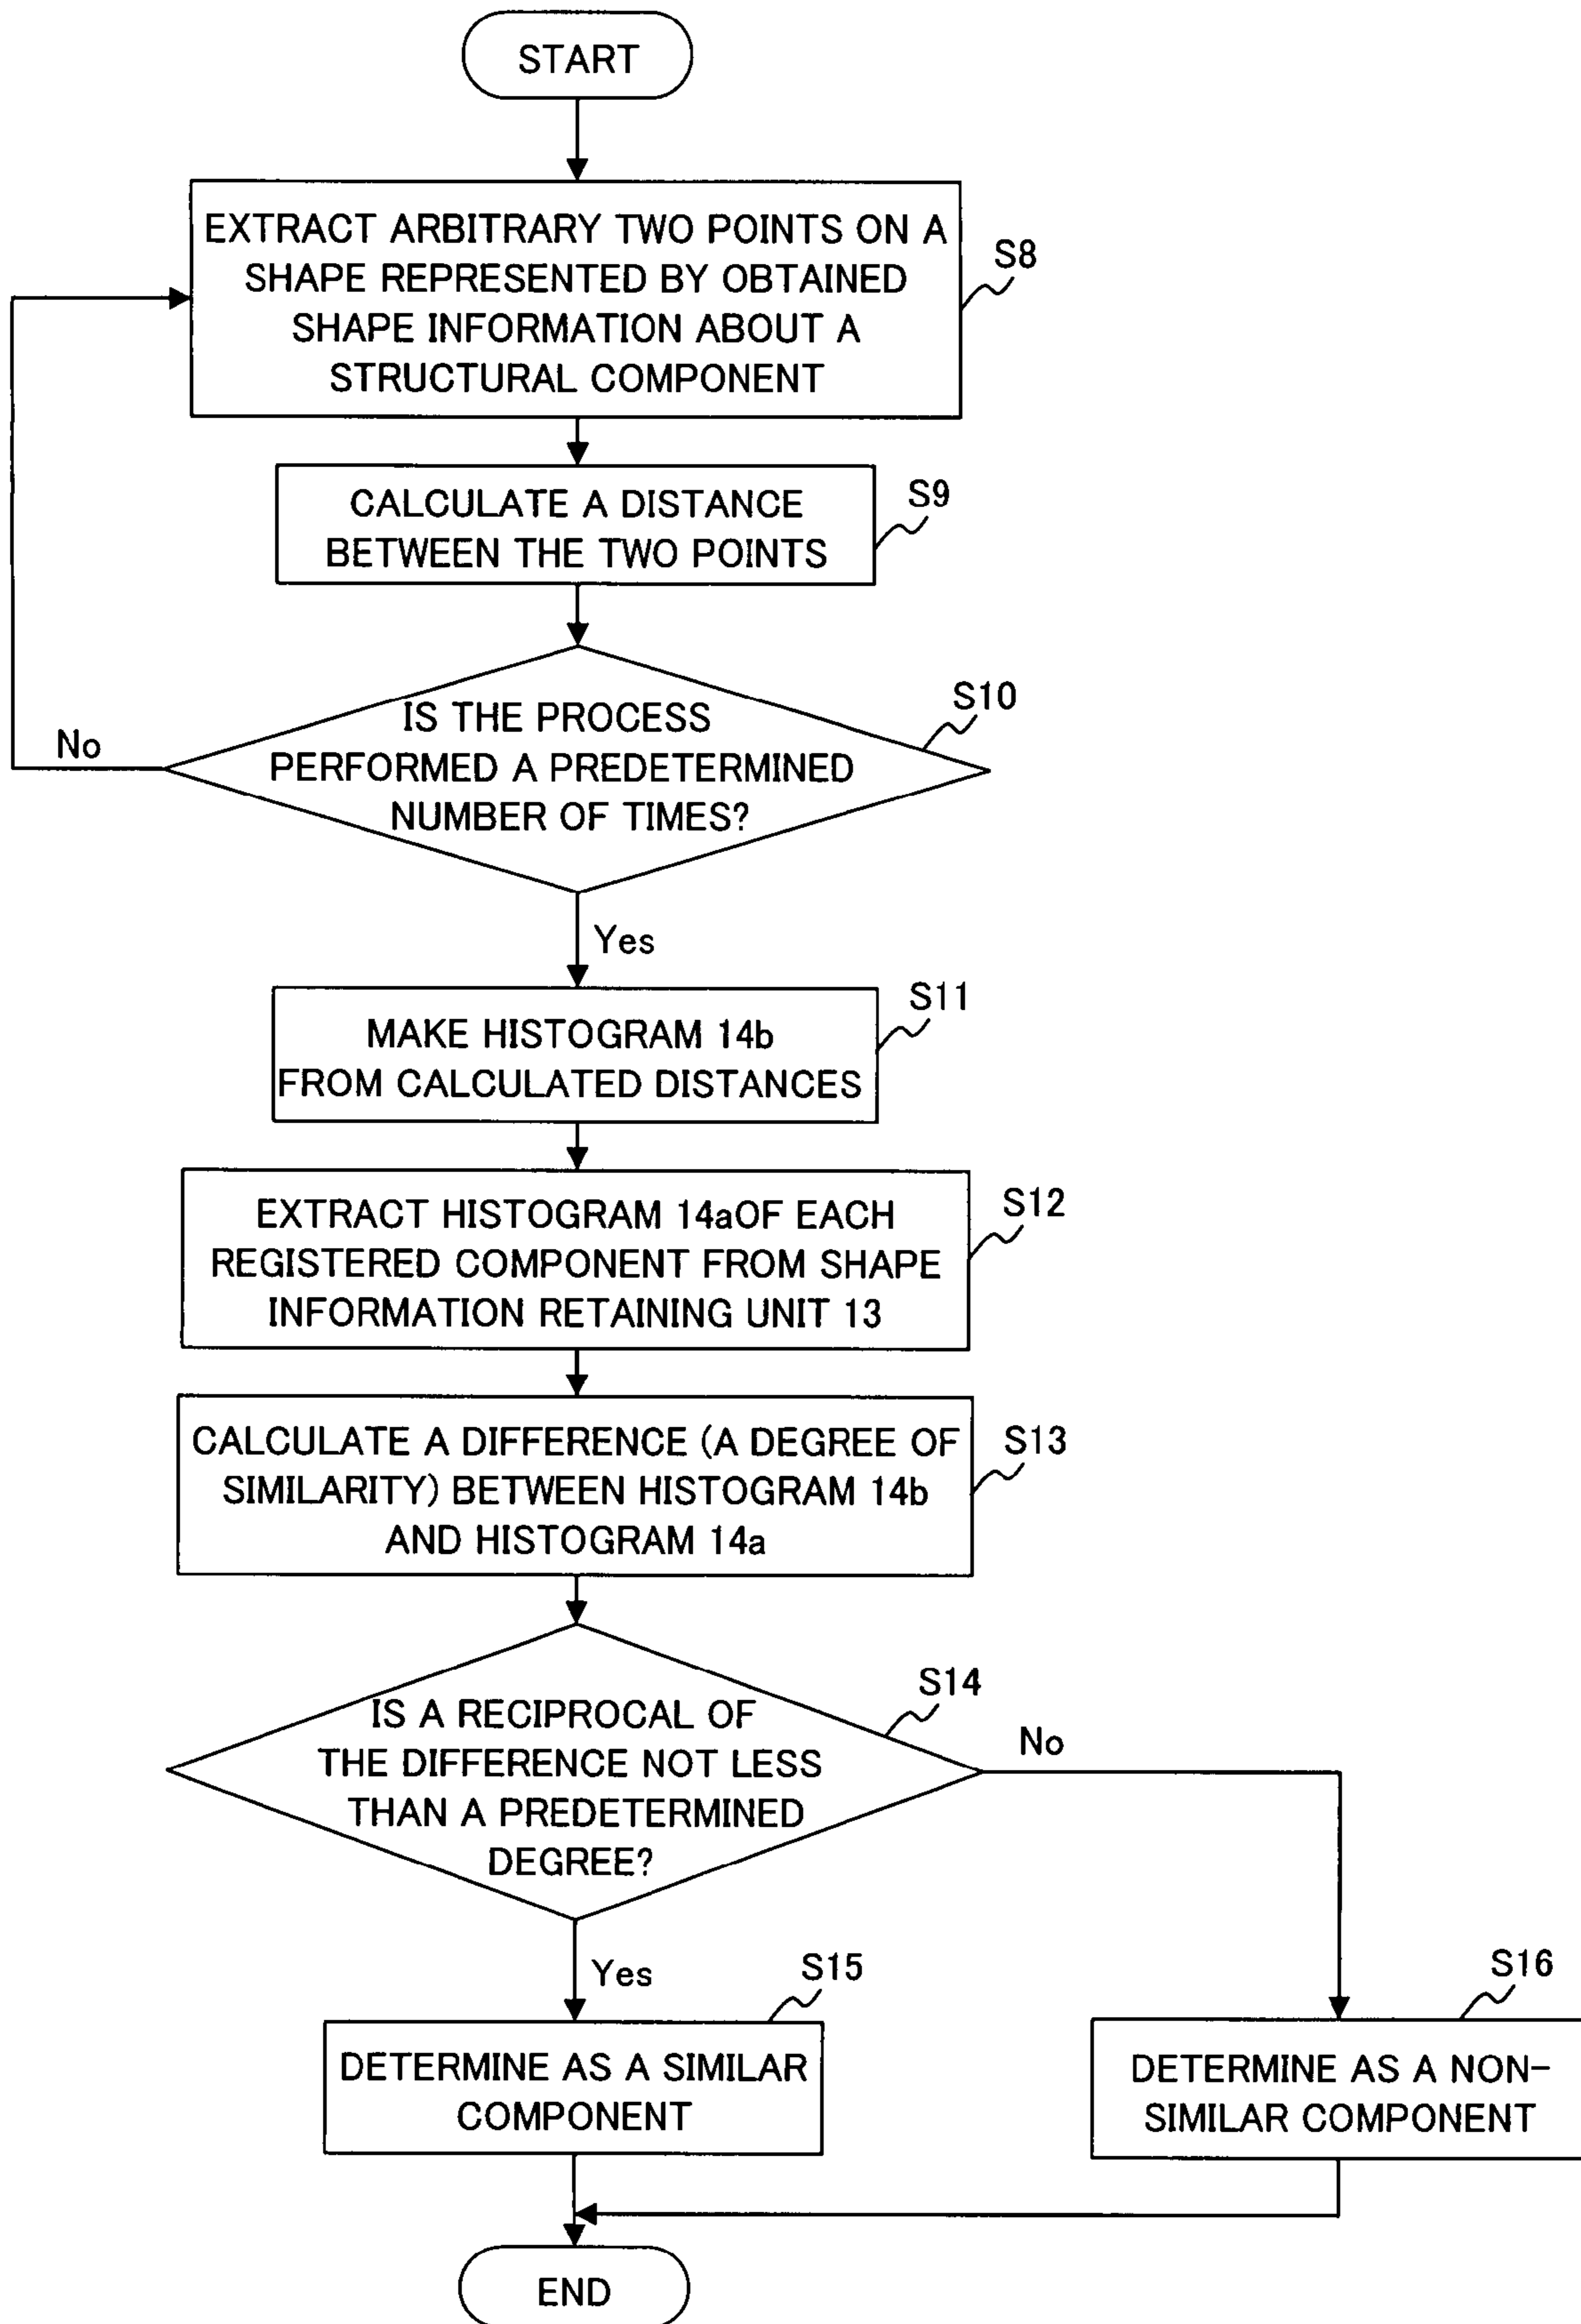 START
EXTRACT ARBITRARY TWO POINTS ON A
SHAPE REPRESENTED BY OBTAINED
SHAPE INFORMATION ABOUT A
STRUCTURAL COMPONENT
S8
CALCULATE A DISTANCE
BETWEEN THE TWO POINTS
S9
IS THE PROCESS
PERFORMED A PREDETERMINED
NUMBER OF TIMES?
S10
No
Yes
MAKE HISTOGRAM 14b
FROM CALCULATED DISTANCES
S11
EXTRACT HISTOGRAM 14aOF EACH
REGISTERED COMPONENT FROM SHAPE
INFORMATION RETAINING UNIT 13
S12
CALCULATE A DIFFERENCE (A DEGREE OF
SIMILARITY) BETWEEN HISTOGRAM 14b
AND HISTOGRAM 14a
S13
IS A RECIPROCAL OF
THE DIFFERENCE NOT LESS
THAN A PREDETERMINED
DEGREE?
S14
No
Yes
S15
DETERMINE AS A SIMILAR
COMPONENT
S16
DETERMINE AS A NON-
SIMILAR COMPONENT
END